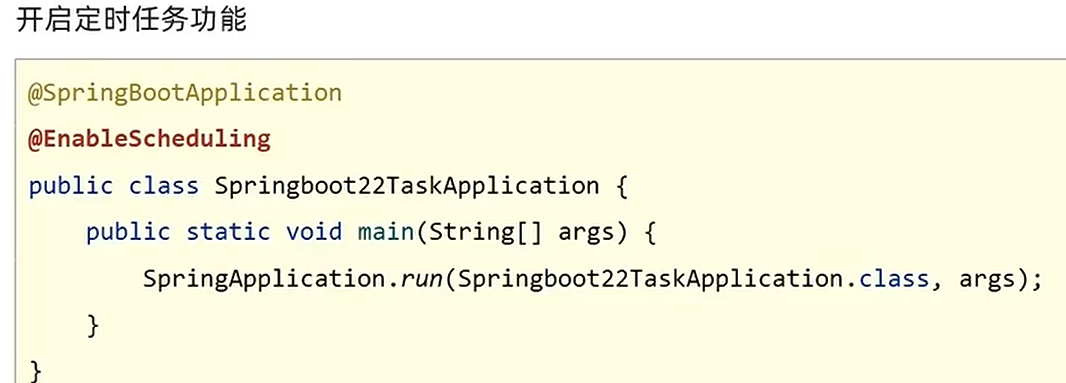 开启定时任务功能
@SpringBootApplication
@EnableScheduling
public class Springboot22TaskApplication {
    public static void main(String[] args) {
        SpringApplication.run(Springboot22TaskApplication.class, args);
    }
}